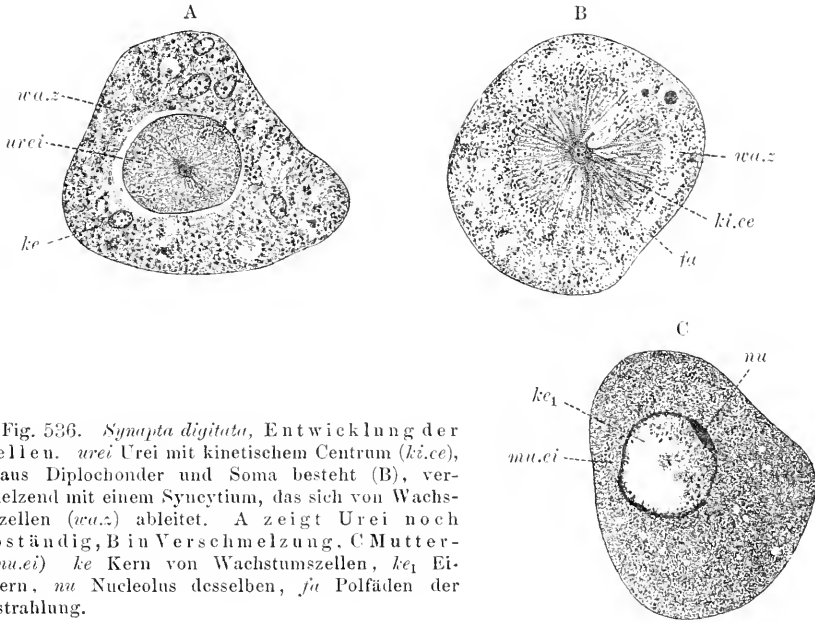 A
B
wa.z
urei
ke
wa.z
ki.ce
fa
C
nu
ke₁
mu.ei
Fig. 536. Synapta digitata, Entwicklung der
ellen. urei Urei mit kinetischem Centrum (ki.ce),
aus Diplochonder und Soma besteht (B), ver-
elzend mit einem Syncytium, das sich von Wachs-
zellen (wa.z) ableitet. A zeigt Urei noch
ständig, B in Verschmelzung, C Mutter-
nu.ei) ke Kern von Wachstumszellen, ke₁ Ei-
ern, nu Nucleolus desselben, fa Polfäden der
strahlung.